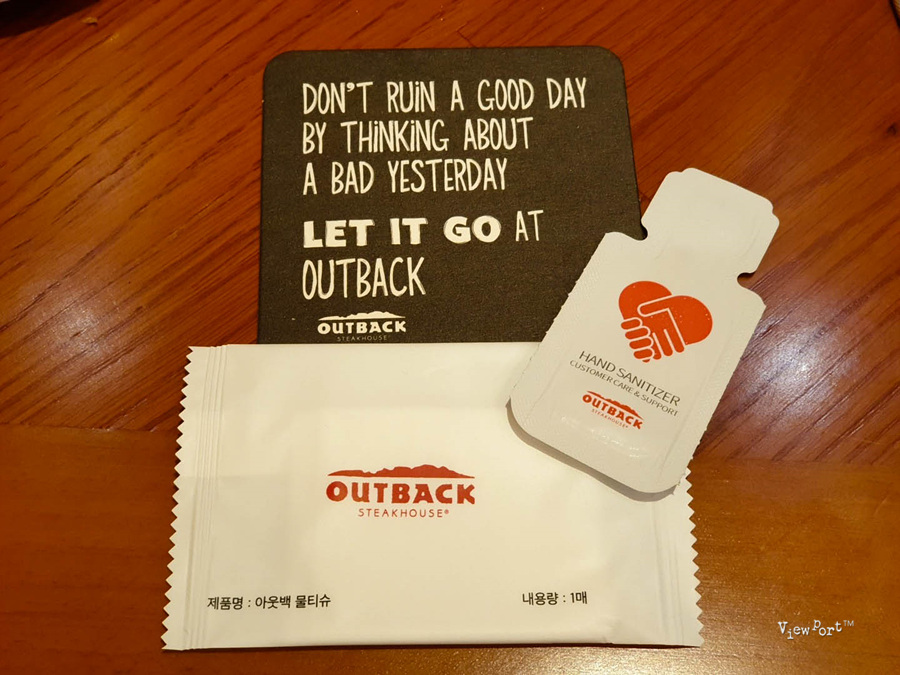 DON'T RUiN A GOOD DAY
BY THiNKiNG ABOUT
A BAD YESTERDAY
LET IT GO AT
OUTBACK
OUTBACK
STEAKHOUSE
HAND SANITIZER
CUSTOMER CARE & SUPPORT
OUTBACK
STEAKHOUSE®
OUTBACK
STEAKHOUSE®
제품명 : 아웃백 물티슈
내용량 : 1매
ViewPort™